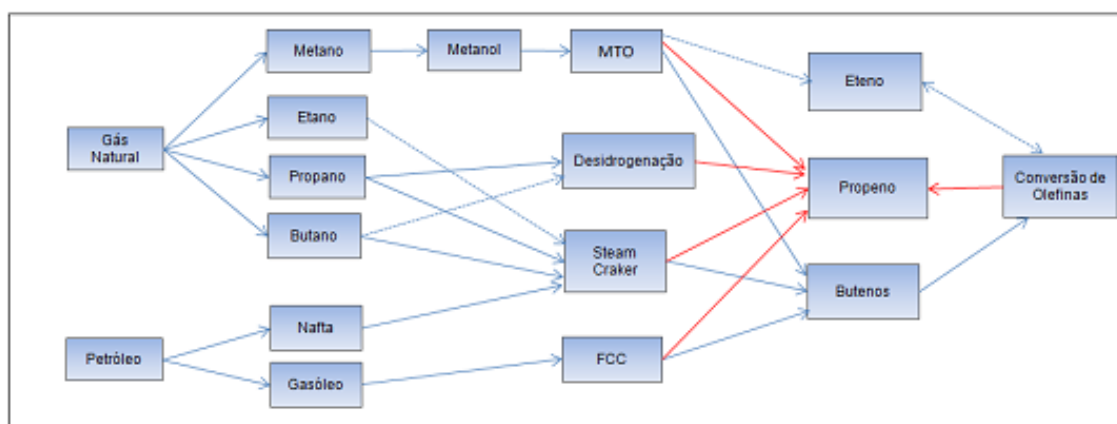 Metano
Metanol
MTO
Eteno
Etano
Gás
Natural
Desidrogenação
Propano
Propeno
Conversão de
Olefinas
Butano
Steam
Craker
Butenos
Nafta
Petróleo
FCC
Gasóleo